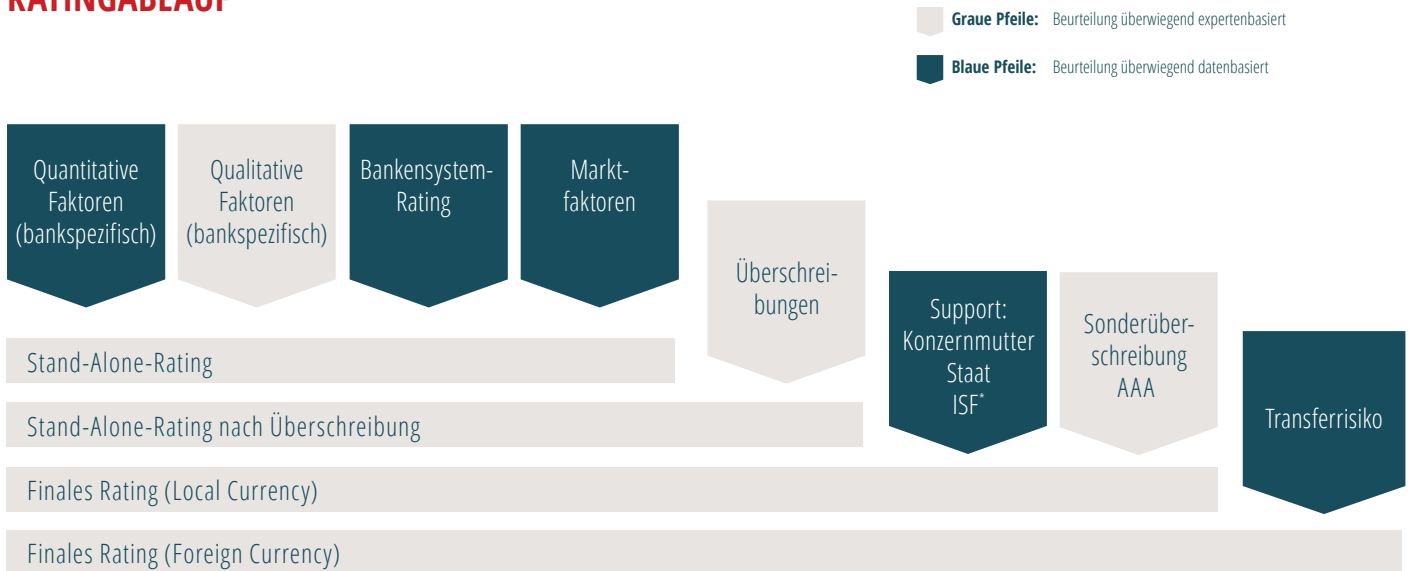 RATINGABLAUF
Graue Pfeile: Beurteilung überwiegend expertenbasiert
Blaue Pfeile: Beurteilung überwiegend datenbasiert
Quantitative
Faktoren
(bankspezifisch)
Qualitative
Faktoren
(bankspezifisch)
Bankensystem-
Rating
Markt-
faktoren
Überschrei-
bungen
Support:
Konzernmutter
Staat
ISF*
Sonderüber-
schreibung
AAA
Transferrisiko
Stand-Alone-Rating
Stand-Alone-Rating nach Überschreibung
Finales Rating (Local Currency)
Finales Rating (Foreign Currency)